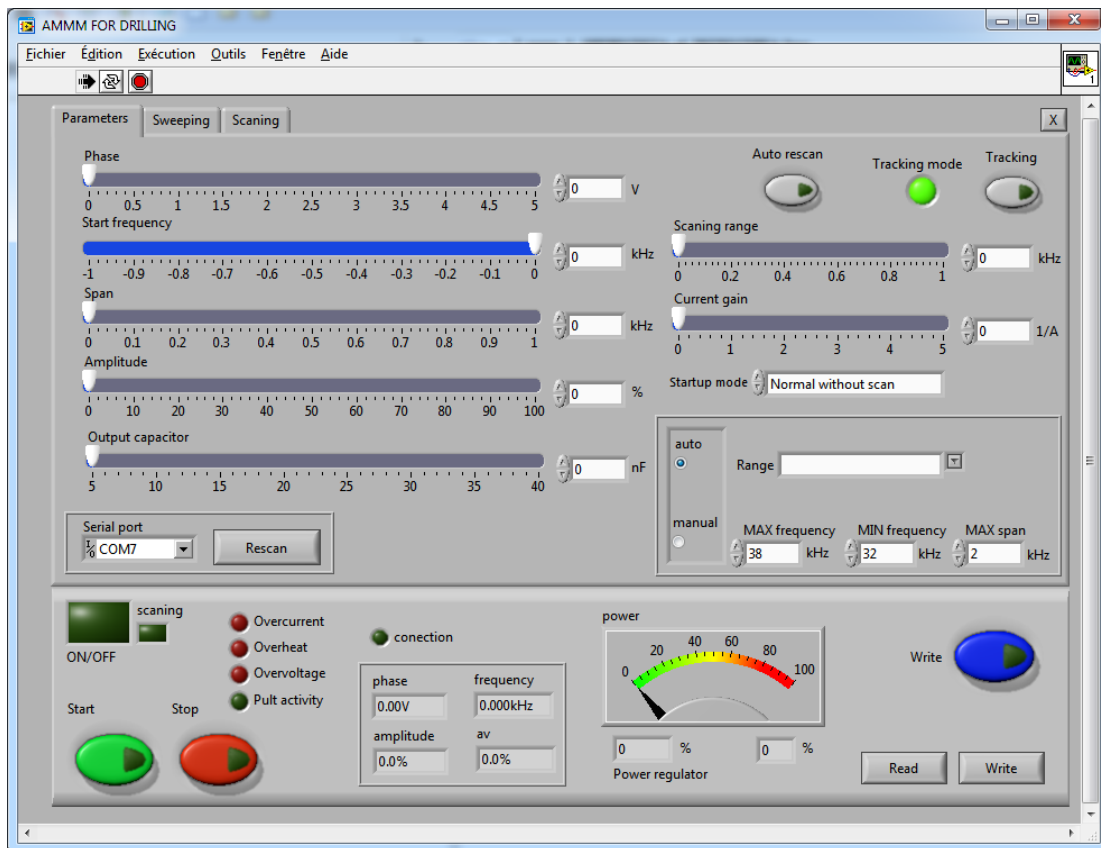 AMMM FOR DRILLING
Fichier Édition Exécution Outils Fenêtre Aide
1
Parameters Sweeping Scaning X
Phase
0 0.5 1 1.5 2 2.5 3 3.5 4 4.5 5
0 V
Auto rescan Tracking mode Tracking
Start frequency
-1 -0.9 -0.8 -0.7 -0.6 -0.5 -0.4 -0.3 -0.2 -0.1 0
0 kHz
Scaning range
0 0.2 0.4 0.6 0.8 1
0 kHz
Span
0 0.1 0.2 0.3 0.4 0.5 0.6 0.7 0.8 0.9 1
0 kHz
Current gain
0 1 2 3 4 5
0 1/A
Amplitude
0 10 20 30 40 50 60 70 80 90 100
0 %
Startup mode Normal without scan
Output capacitor
5 10 15 20 25 30 35 40
0 nF
auto
Range
manual
MAX frequency MIN frequency MAX span
38 kHz 32 kHz 2 kHz
Serial port
I/O COM7 Rescan
scaning
ON/OFF
Overcurrent
Overheat
Overvoltage
Pult activity
Start Stop
conection
phase frequency
0.00V 0.000kHz
amplitude av
0.0% 0.0%
power
0 20 40 60 80 100
0 % 0 %
Power regulator
Write
Read Write